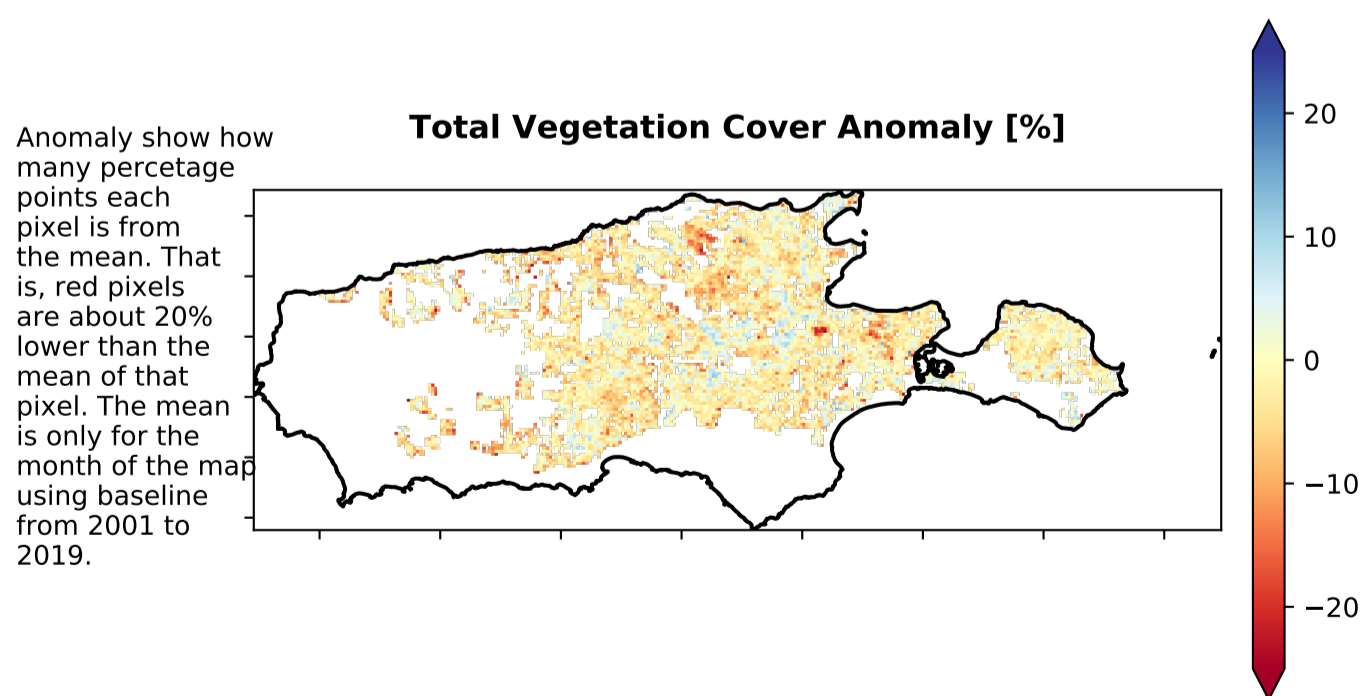 Total Vegetation Cover Anomaly [%]
Anomaly show how
many percetage
points each
pixel is from
the mean. That
is, red pixels
are about 20%
lower than the
mean of that
pixel. The mean
is only for the
month of the map
using baseline
from 2001 to
2019.
20
10
0
−10
−20